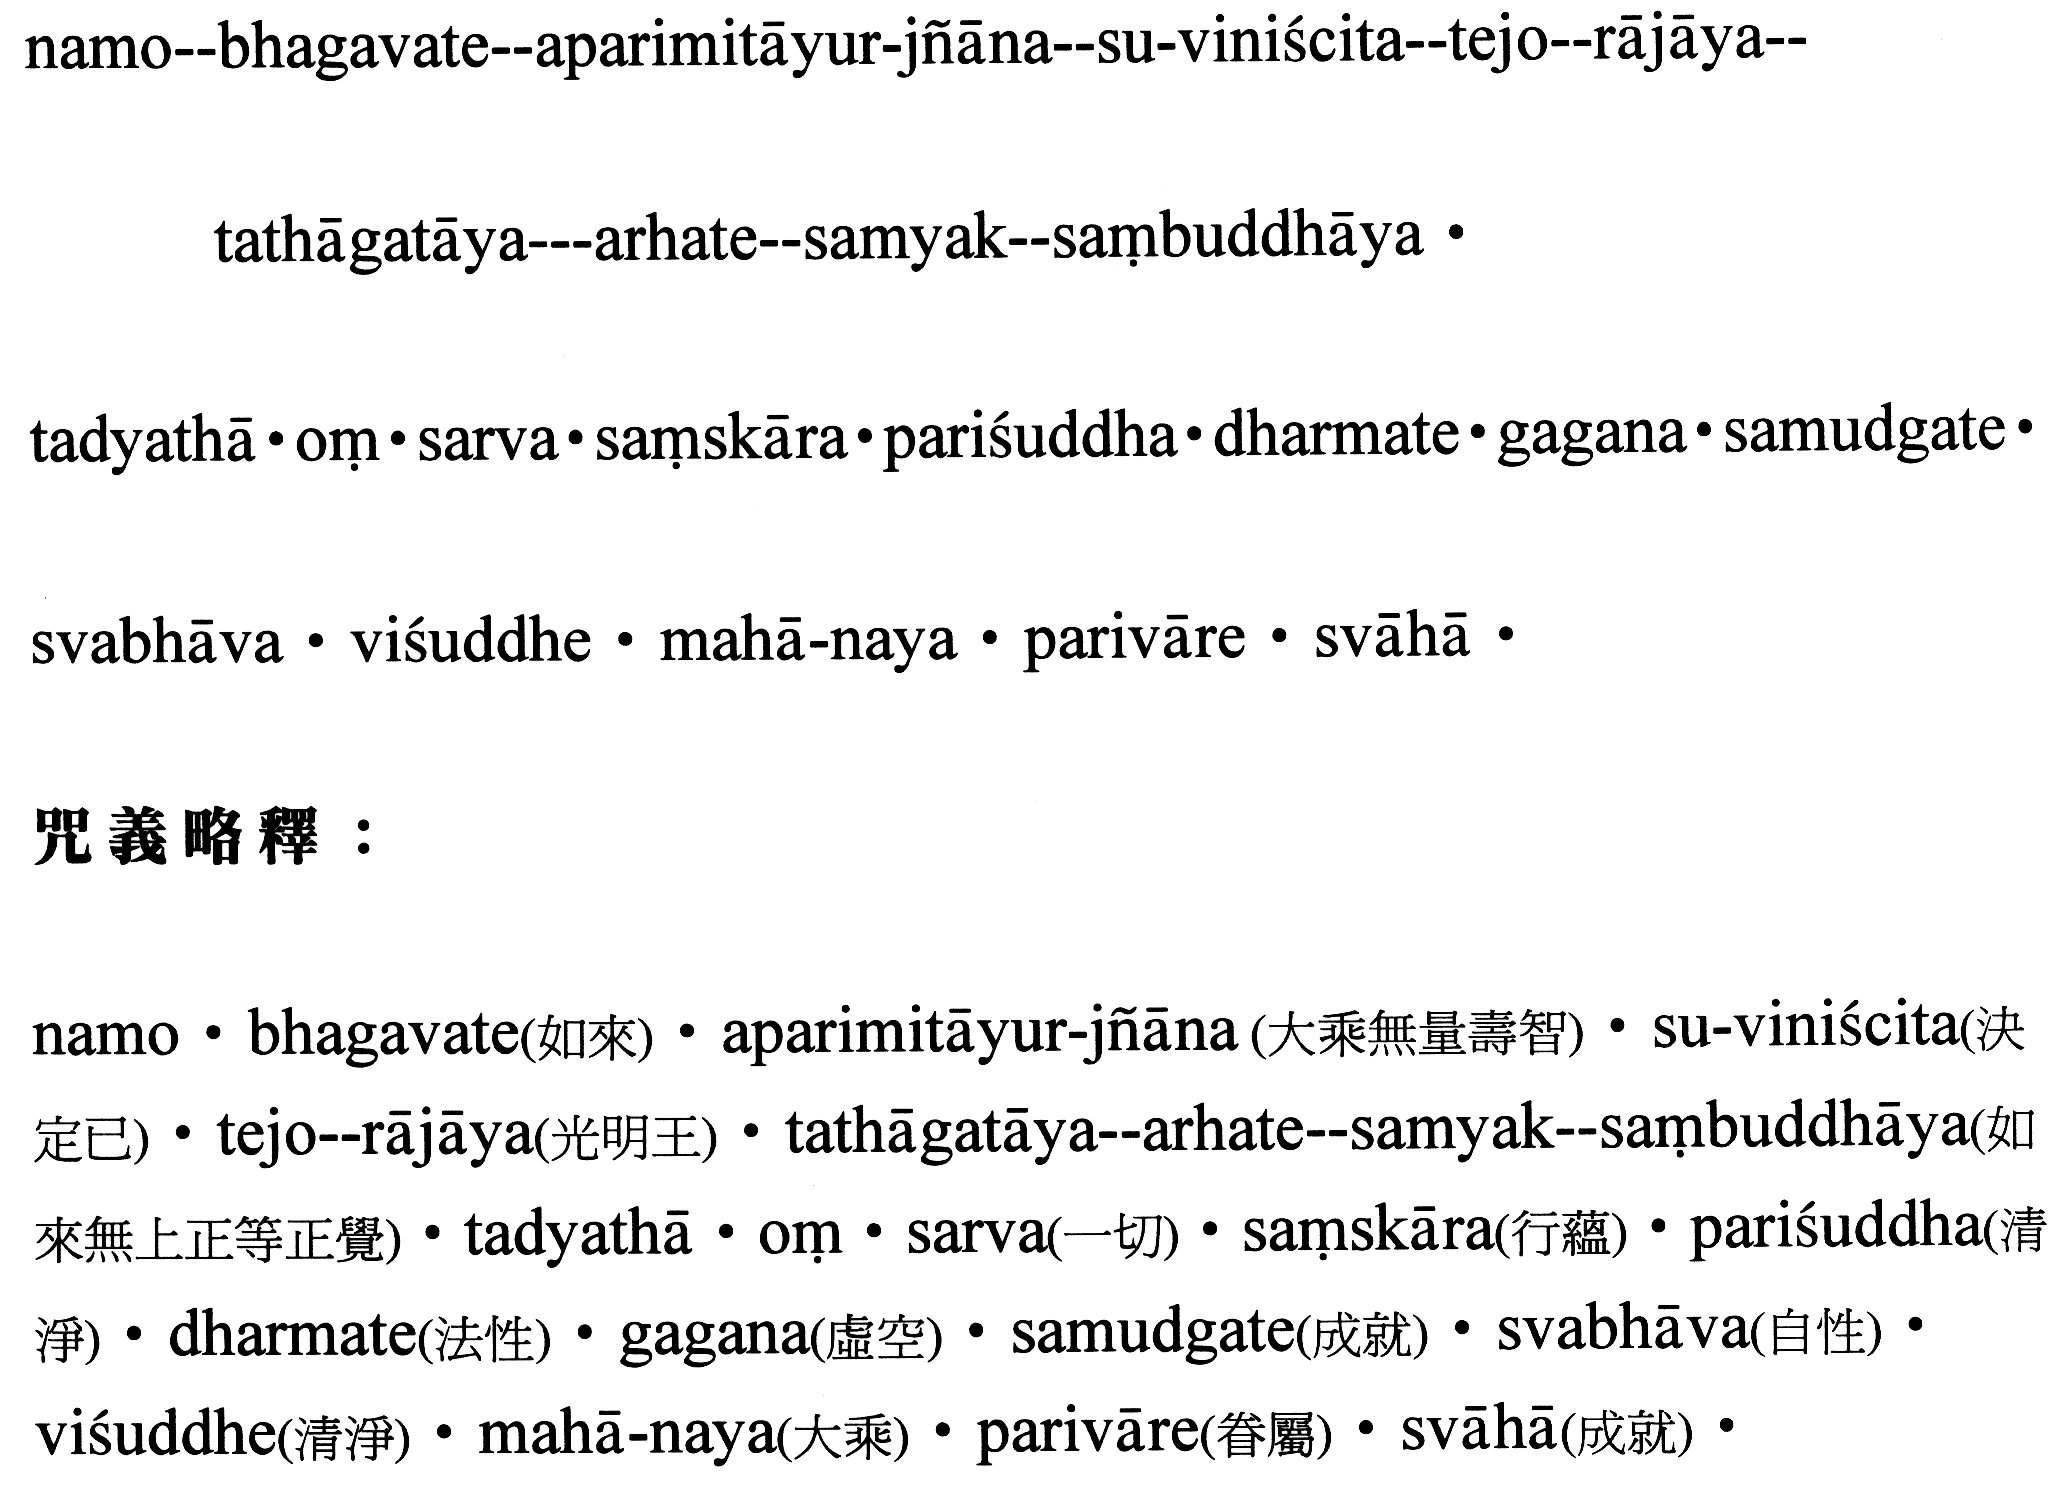 namo--bhagavate--aparimitāyur-jñāna--su-viniścita--tejo--rājāya--
tathāgatāya---arhate--samyak--saṃbuddhāya・
tadyathā・oṃ・sarva・saṃskāra・pariśuddha・dharmate・gagana・samudgate・
svabhāva・viśuddhe・mahā-naya・parivāre・svāhā・
咒義略釋：
namo・bhagavate(如來)・aparimitāyur-jñāna(大乘無量壽智)・su-viniścita(決
定已)・tejo--rājāya(光明王)・tathāgatāya--arhate--samyak--saṃbuddhāya(如
來無上正等正覺)・tadyathā・oṃ・sarva(一切)・saṃskāra(行蘊)・pariśuddha(清
淨)・dharmate(法性)・gagana(虛空)・samudgate(成就)・svabhāva(自性)・
viśuddhe(清淨)・mahā-naya(大乘)・parivāre(眷屬)・svāhā(成就)・